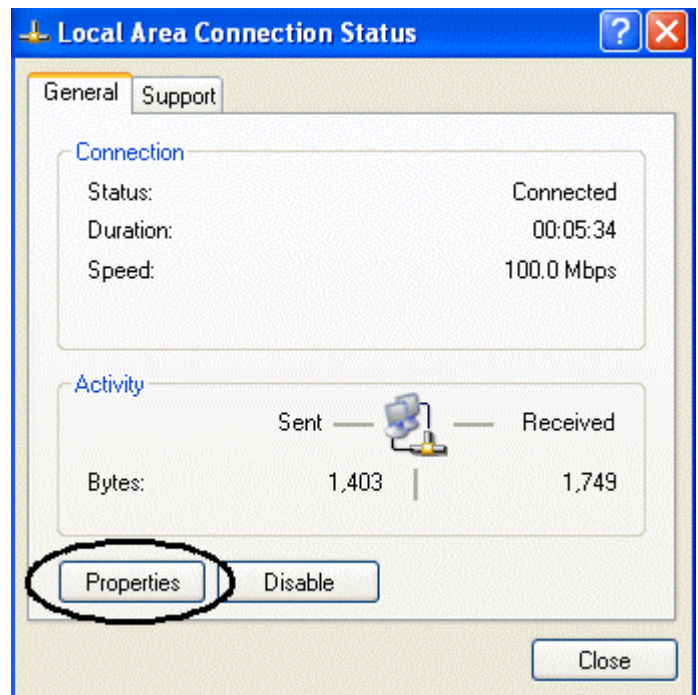 Local Area Connection Status
General Support
Connection
Status: Connected
Duration: 00:05:34
Speed: 100.0 Mbps
Activity
Sent Received
Bytes: 1,403 1,749
Properties Disable
Close